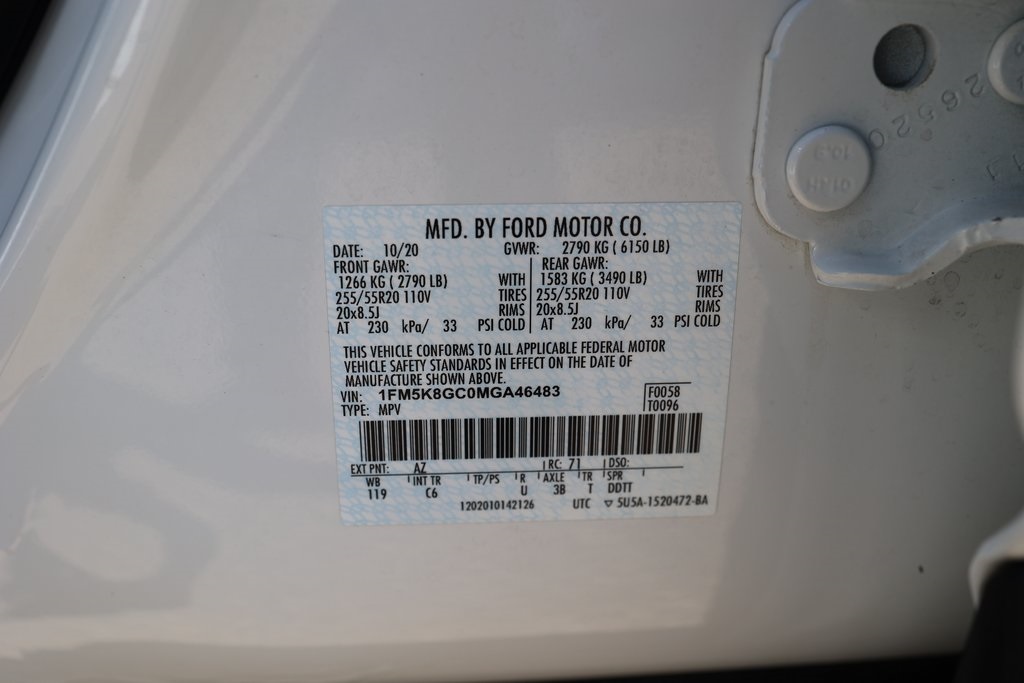 MFD. BY FORD MOTOR CO.
DATE: 10/20 GVWR: 2790 KG ( 6150 LB)
FRONT GAWR: REAR GAWR:
1266 KG ( 2790 LB) WITH 1583 KG ( 3490 LB) WITH
255/55R20 110V TIRES 255/55R20 110V TIRES
20x8.5J RIMS 20x8.5J RIMS
AT 230 kPa/ 33 PSI COLD AT 230 kPa/ 33 PSI COLD
THIS VEHICLE CONFORMS TO ALL APPLICABLE FEDERAL MOTOR
VEHICLE SAFETY STANDARDS IN EFFECT ON THE DATE OF
MANUFACTURE SHOWN ABOVE.
VIN: 1FM5K8GC0MGA46483 F0058
TYPE: MPV T0096
EXT PNT: AZ RC: 71 DSO:
WB INT TR TP/PS R AXLE TR SPR
119 C6 U 3B T DDTT
1202010142126 UTC ▽ 5U5A-1520472-BA
26520
10.9